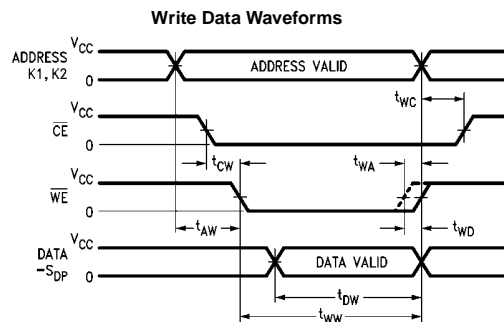 Write Data Waveforms
ADDRESS
K1, K2
VCC
0
ADDRESS VALID
tWC
CE
VCC
0
tCW
tWA
WE
VCC
0
tAW
tWD
DATA
-SDP
VCC
0
DATA VALID
tDW
tWW